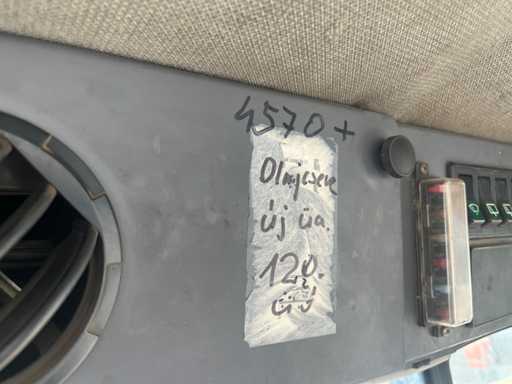 4570+
Olajcsere
új üa.
120.